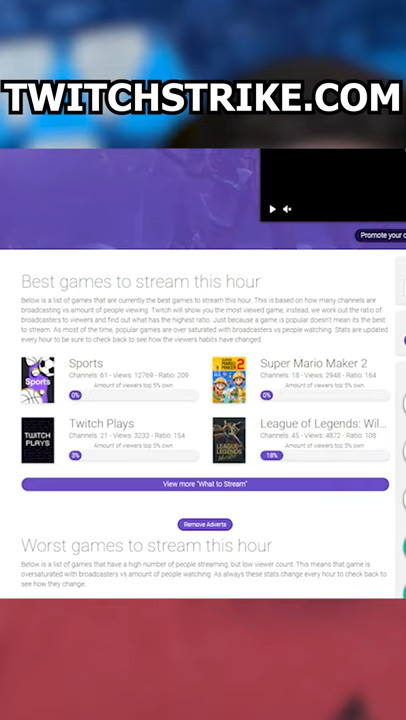 TWITCHSTRIKE.COM
Promote your c
Best games to stream this hour
Below is a list of games that are currently the best games to stream this hour. This is based on how many channels are
broadcasting vs amount of people viewing. Twitch will show you the most viewed game, instead, we work out the ratio of
broadcasters to viewers and find out what has the highest ratio. Just because a game is popular doesn't mean its the best
to stream. As most of the time, popular games are over saturated with broadcasters vs people watching. Stats are updated
every hour to be sure to check back to see how the viewers habits have changed.
Sports
Sports
Channels: 61 - Views: 12769 - Ratio: 209
Amount of viewers top 5% own
0%
Super Mario Maker 2
Channels: 18 - Views: 2948 - Ratio: 164
Amount of viewers top 5% own
0%
TWITCH
PLAYS
Twitch Plays
Channels: 21 - Views: 3233 - Ratio: 154
Amount of viewers top 5% own
3%
LEAGUE
LEGENDS
League of Legends: Wil...
Channels: 45 - Views: 4872 - Ratio: 108
Amount of viewers top 5% own
18%
View more "What to Stream"
Remove Adverts
Worst games to stream this hour
Below is a list of games that have a high number of people streaming, but low viewer count. This means that game is
oversaturated with broadcasters vs amount of people watching. As always these stats change every hour to check back to
see how they change.